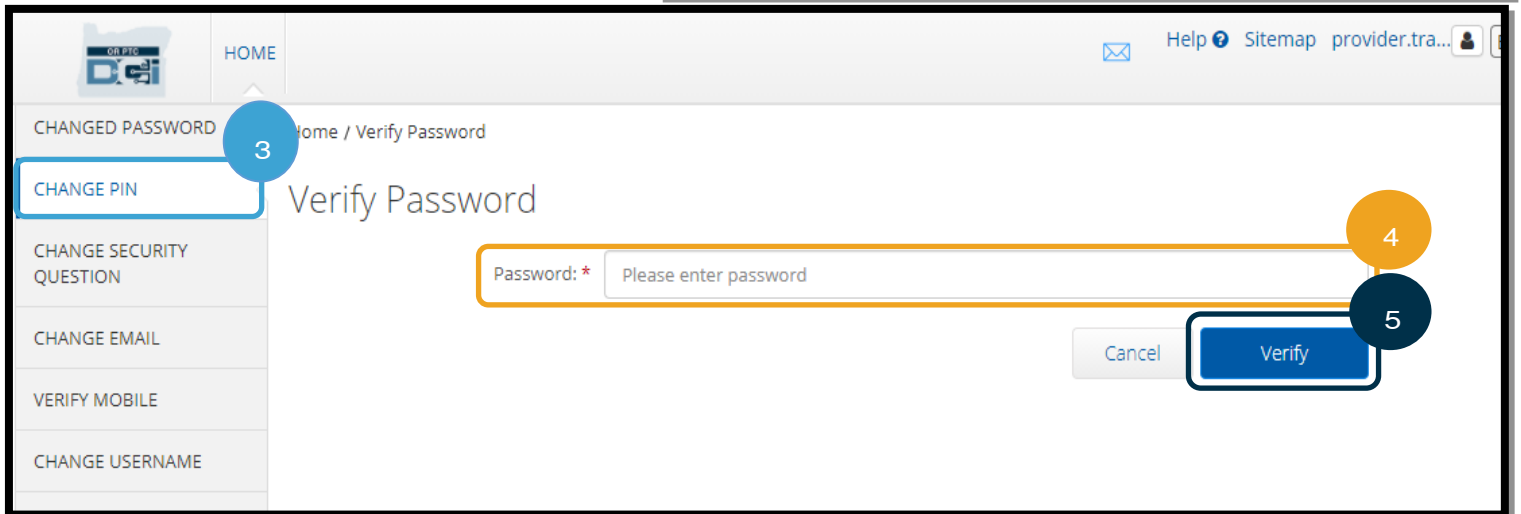 OR PTC
DCi
HOME
Help Sitemap provider.tra...
CHANGED PASSWORD
3
Home / Verify Password
CHANGE PIN
Verify Password
CHANGE SECURITY
QUESTION
4
Password: * Please enter password
5
CHANGE EMAIL
Cancel Verify
VERIFY MOBILE
CHANGE USERNAME